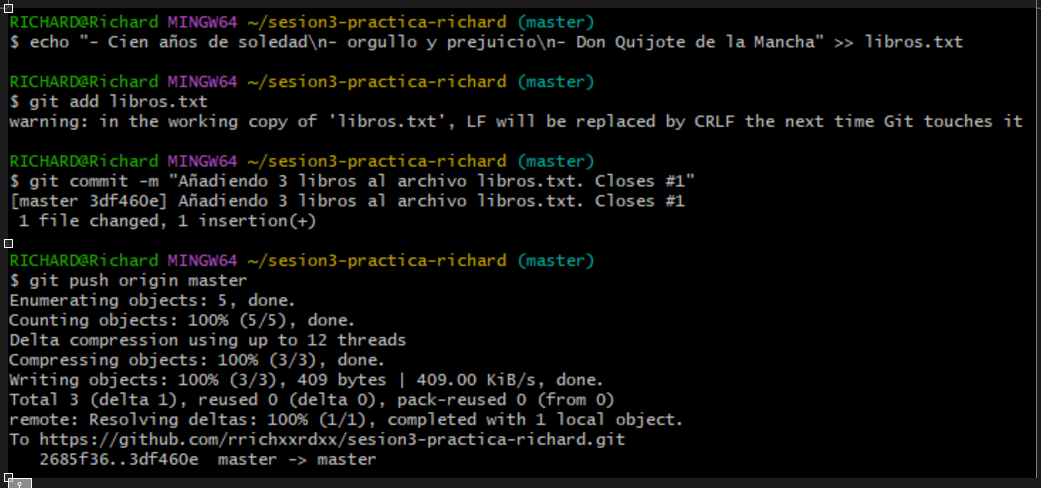 RICHARD@Richard MINGW64 ~/sesion3-practica-richard (master)
$ echo "- Cien años de soledad\n- orgullo y prejuicio\n- Don Quijote de la Mancha" >> libros.txt
RICHARD@Richard MINGW64 ~/sesion3-practica-richard (master)
$ git add libros.txt
warning: in the working copy of 'libros.txt', LF will be replaced by CRLF the next time Git touches it
RICHARD@Richard MINGW64 ~/sesion3-practica-richard (master)
$ git commit -m "Añadiendo 3 libros al archivo libros.txt. Closes #1"
[master 3df460e] Añadiendo 3 libros al archivo libros.txt. Closes #1
 1 file changed, 1 insertion(+)
RICHARD@Richard MINGW64 ~/sesion3-practica-richard (master)
$ git push origin master
Enumerating objects: 5, done.
Counting objects: 100% (5/5), done.
Delta compression using up to 12 threads
Compressing objects: 100% (3/3), done.
Writing objects: 100% (3/3), 409 bytes | 409.00 KiB/s, done.
Total 3 (delta 1), reused 0 (delta 0), pack-reused 0 (from 0)
remote: Resolving deltas: 100% (1/1), completed with 1 local object.
To https://github.com/rrichxxrdxx/sesion3-practica-richard.git
   2685f36..3df460e  master -> master